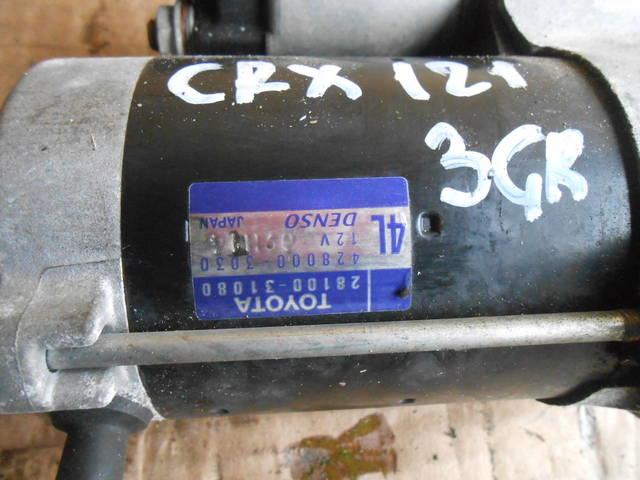 CRX 121
3GR
TOYOTA
28100-31080
428000-3030
12V
4L DENSO
JAPAN